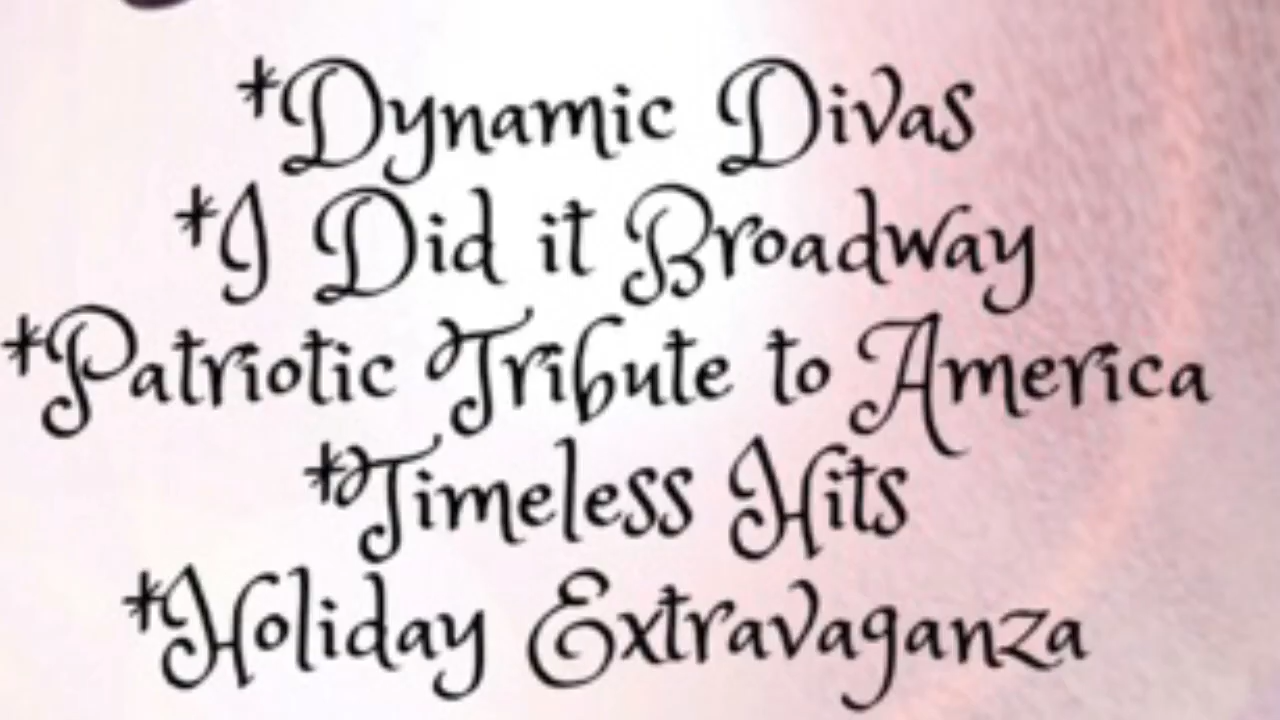 *Dynamic Divas
*I Did it Broadway
*Patriotic Tribute to America
*Timeless Hits
*Holiday Extravaganza